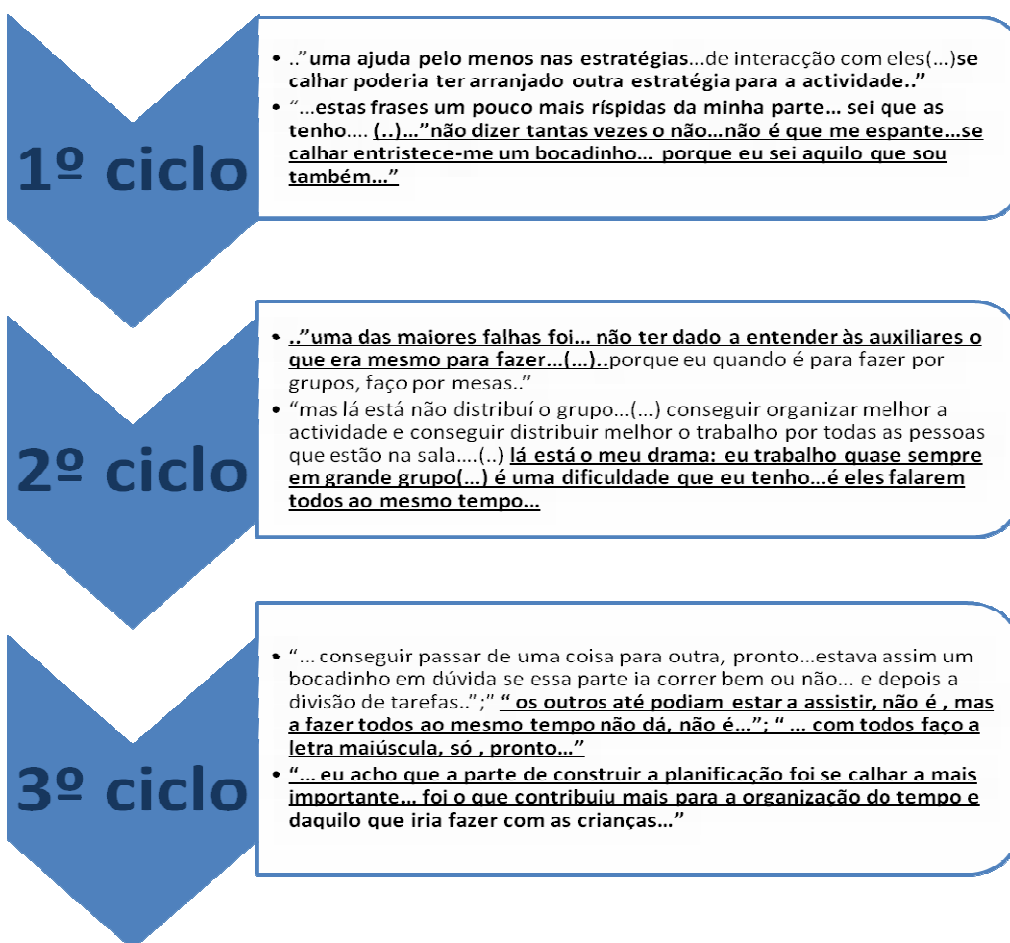 1º ciclo
• ..”uma ajuda pelo menos nas estratégias...de interacção com eles(...)se
calhar poderia ter arranjado outra estratégia para a actividade..”
• “...estas frases um pouco mais ríspidas da minha parte... sei que as
tenho.... (..)...”não dizer tantas vezes o não...não é que me espante...se
calhar entristece-me um bocadinho... porque eu sei aquilo que sou
também...”
2º ciclo
• ..”uma das maiores falhas foi... não ter dado a entender às auxiliares o
que era mesmo para fazer...(...)..porque eu quando é para fazer por
grupos, faço por mesas..”
• “mas lá está não distribuí o grupo...(...) conseguir organizar melhor a
actividade e conseguir distribuir melhor o trabalho por todas as pessoas
que estão na sala....(..) lá está o meu drama: eu trabalho quase sempre
em grande grupo(...) é uma dificuldade que eu tenho...é eles falarem
todos ao mesmo tempo...
3º ciclo
• “... conseguir passar de uma coisa para outra, pronto...estava assim um
bocadinho em dúvida se essa parte ia correr bem ou não... e depois a
divisão de tarefas..”;” “ os outros até podiam estar a assistir, não é , mas
a fazer todos ao mesmo tempo não dá, não é...”; “ ... com todos faço a
letra maiúscula, só , pronto...”
• “... eu acho que a parte de construir a planificação foi se calhar a mais
importante... foi o que contribuiu mais para a organização do tempo e
daquilo que iria fazer com as crianças...”